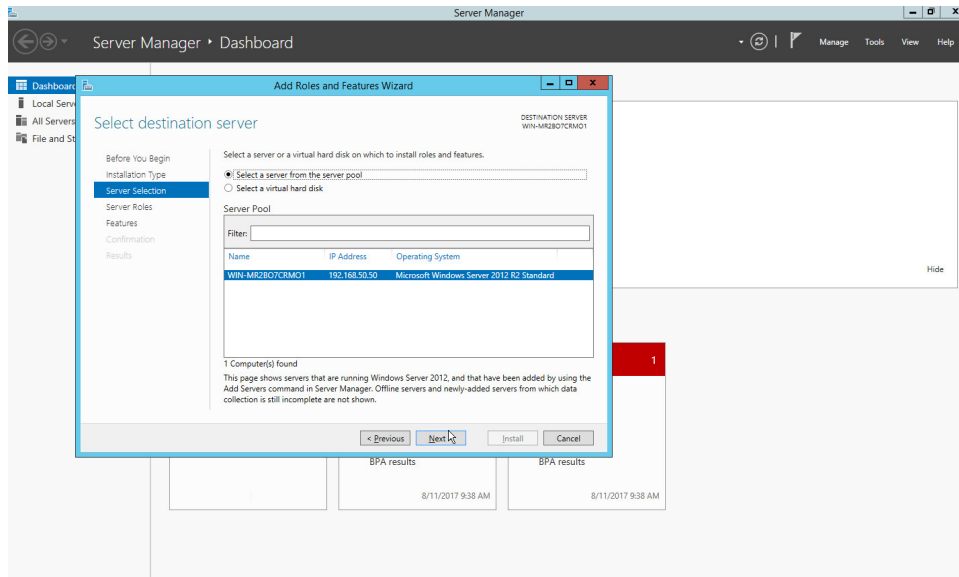 Server Manager
Server Manager ‣ Dashboard
Manage Tools View Help
Dashboard
Local Serv
All Servers
File and St
Add Roles and Features Wizard
Select destination server
DESTINATION SERVER
WIN-MR2BO7CRMO1
Before You Begin
Installation Type
Server Selection
Server Roles
Features
Confirmation
Results
Select a server or a virtual hard disk on which to install roles and features.
Select a server from the server pool
Select a virtual hard disk
Server Pool
Filter:
Name IP Address Operating System
WIN-MR2BO7CRMO1 192.168.50.50 Microsoft Windows Server 2012 R2 Standard
1 Computer(s) found
This page shows servers that are running Windows Server 2012, and that have been added by using the
Add Servers command in Server Manager. Offline servers and newly-added servers from which data
collection is still incomplete are not shown.
< Previous Next > Install Cancel
Hide
1
BPA results BPA results
8/11/2017 9:38 AM 8/11/2017 9:38 AM